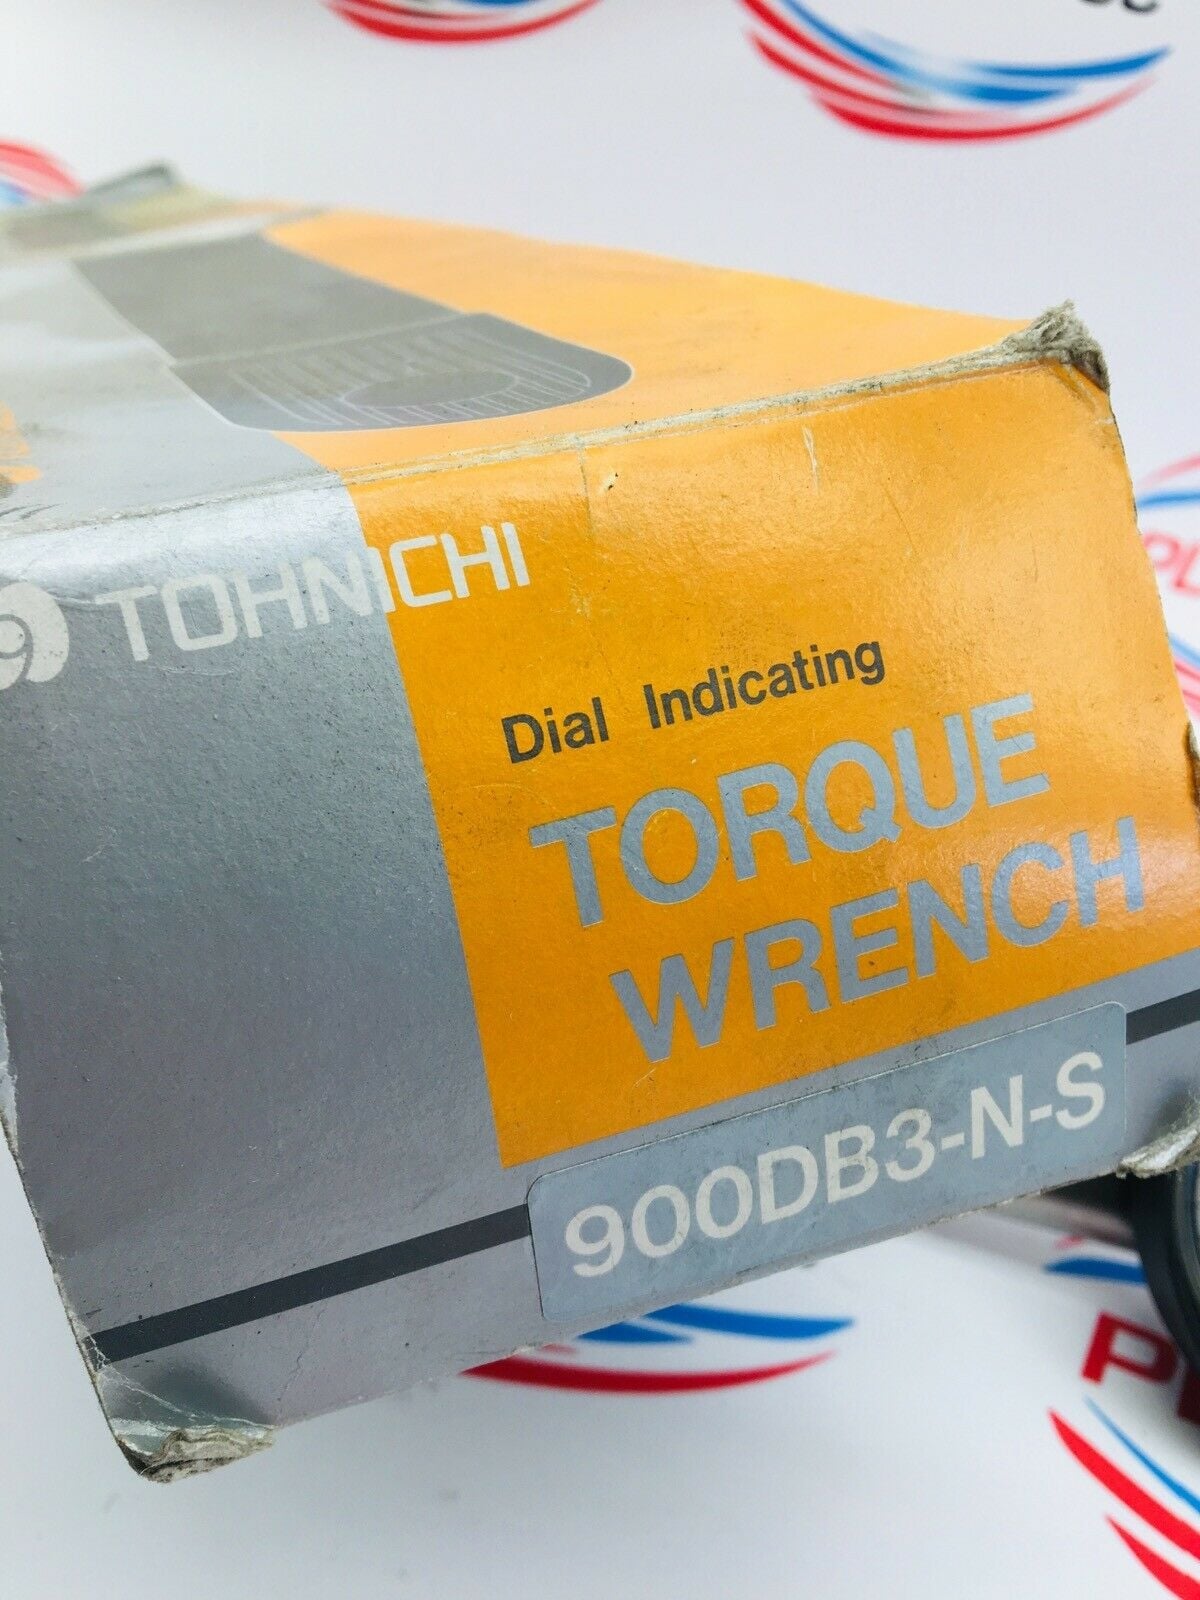 TOHNICHI
Dial Indicating
TORQUE
WRENCH
900DB3-N-S